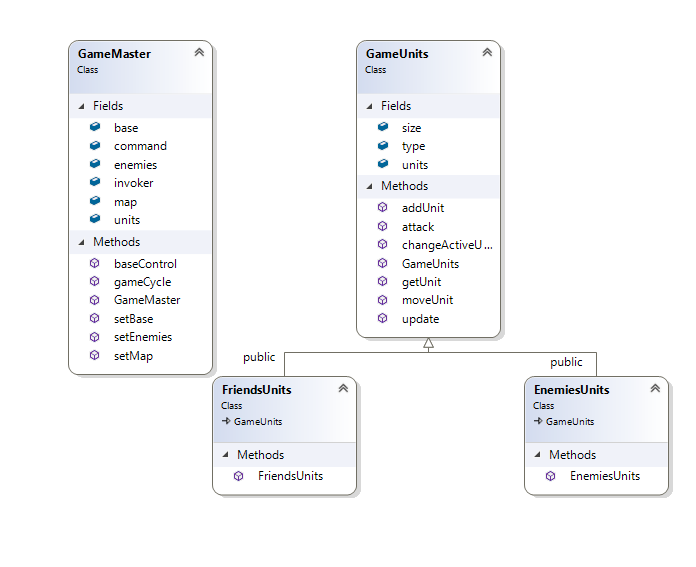 GameMaster
Class
Fields
base
command
enemies
invoker
map
units
Methods
baseControl
gameCycle
GameMaster
setBase
setEnemies
setMap
GameUnits
Class
Fields
size
type
units
Methods
addUnit
attack
changeActiveU...
GameUnits
getUnit
moveUnit
update
public
public
FriendsUnits
Class
GameUnits
Methods
FriendsUnits
EnemiesUnits
Class
GameUnits
Methods
EnemiesUnits